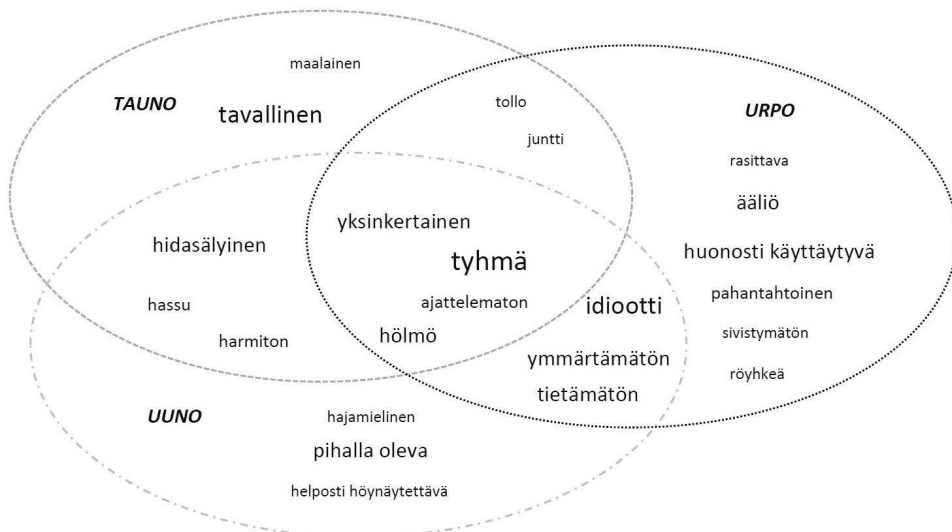 maalainen
TAUNO
tavallinen
tollo
juntti
URPO
rasittava
ääliö
huonosti käyttäytyvä
pahantahtoinen
sivistymätön
röyhkeä
yksinkertainen
tyhmä
ajattelematon
hölmö
hidasälyinen
hassu
harmiton
idiootti
ymmärtämätön
tietämätön
UUNO
hajamielinen
pihalla oleva
helposti höynäytettävä